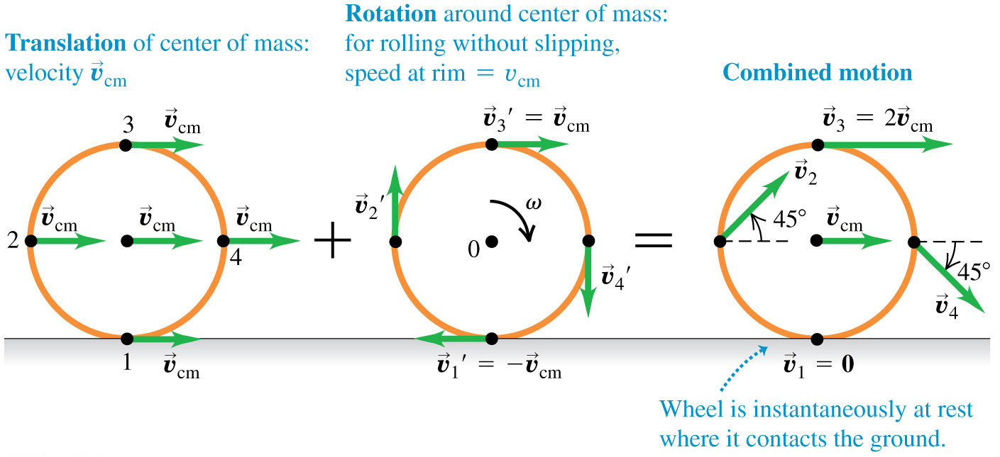 Translation of center of mass:
velocity v⃗cm
Rotation around center of mass:
for rolling without slipping,
speed at rim = vcm
Combined motion
3
v⃗cm
v⃗3′ = v⃗cm
v⃗3 = 2v⃗cm
2
v⃗cm
v⃗cm
v⃗cm
4
+
v⃗2′
ω
0
v⃗4′
=
v⃗2
45°
v⃗cm
45°
v⃗4
1
v⃗cm
v⃗1′ = −v⃗cm
v⃗1 = 0
Wheel is instantaneously at rest
where it contacts the ground.